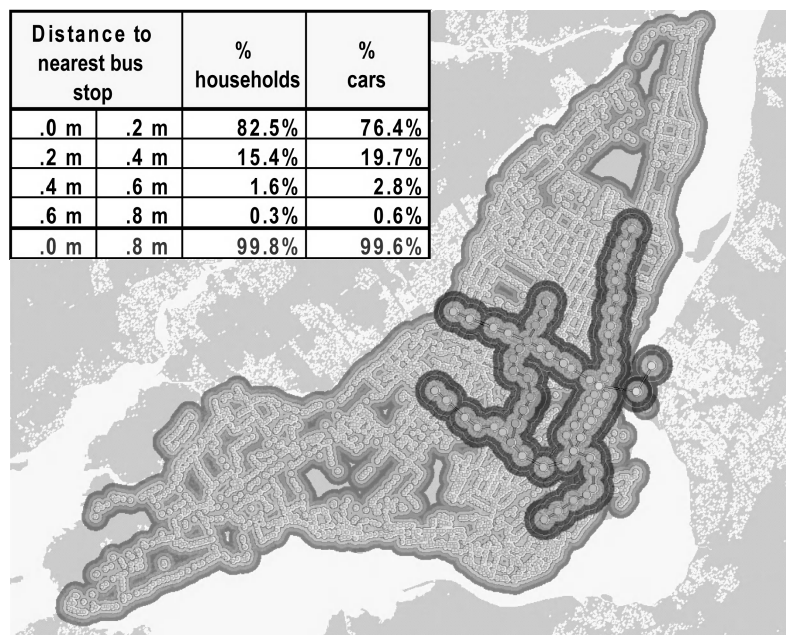 Distance to nearest bus stop % households % cars
.0 m .2 m 82.5% 76.4%
.2 m .4 m 15.4% 19.7%
.4 m .6 m 1.6% 2.8%
.6 m .8 m 0.3% 0.6%
.0 m .8 m 99.8% 99.6%